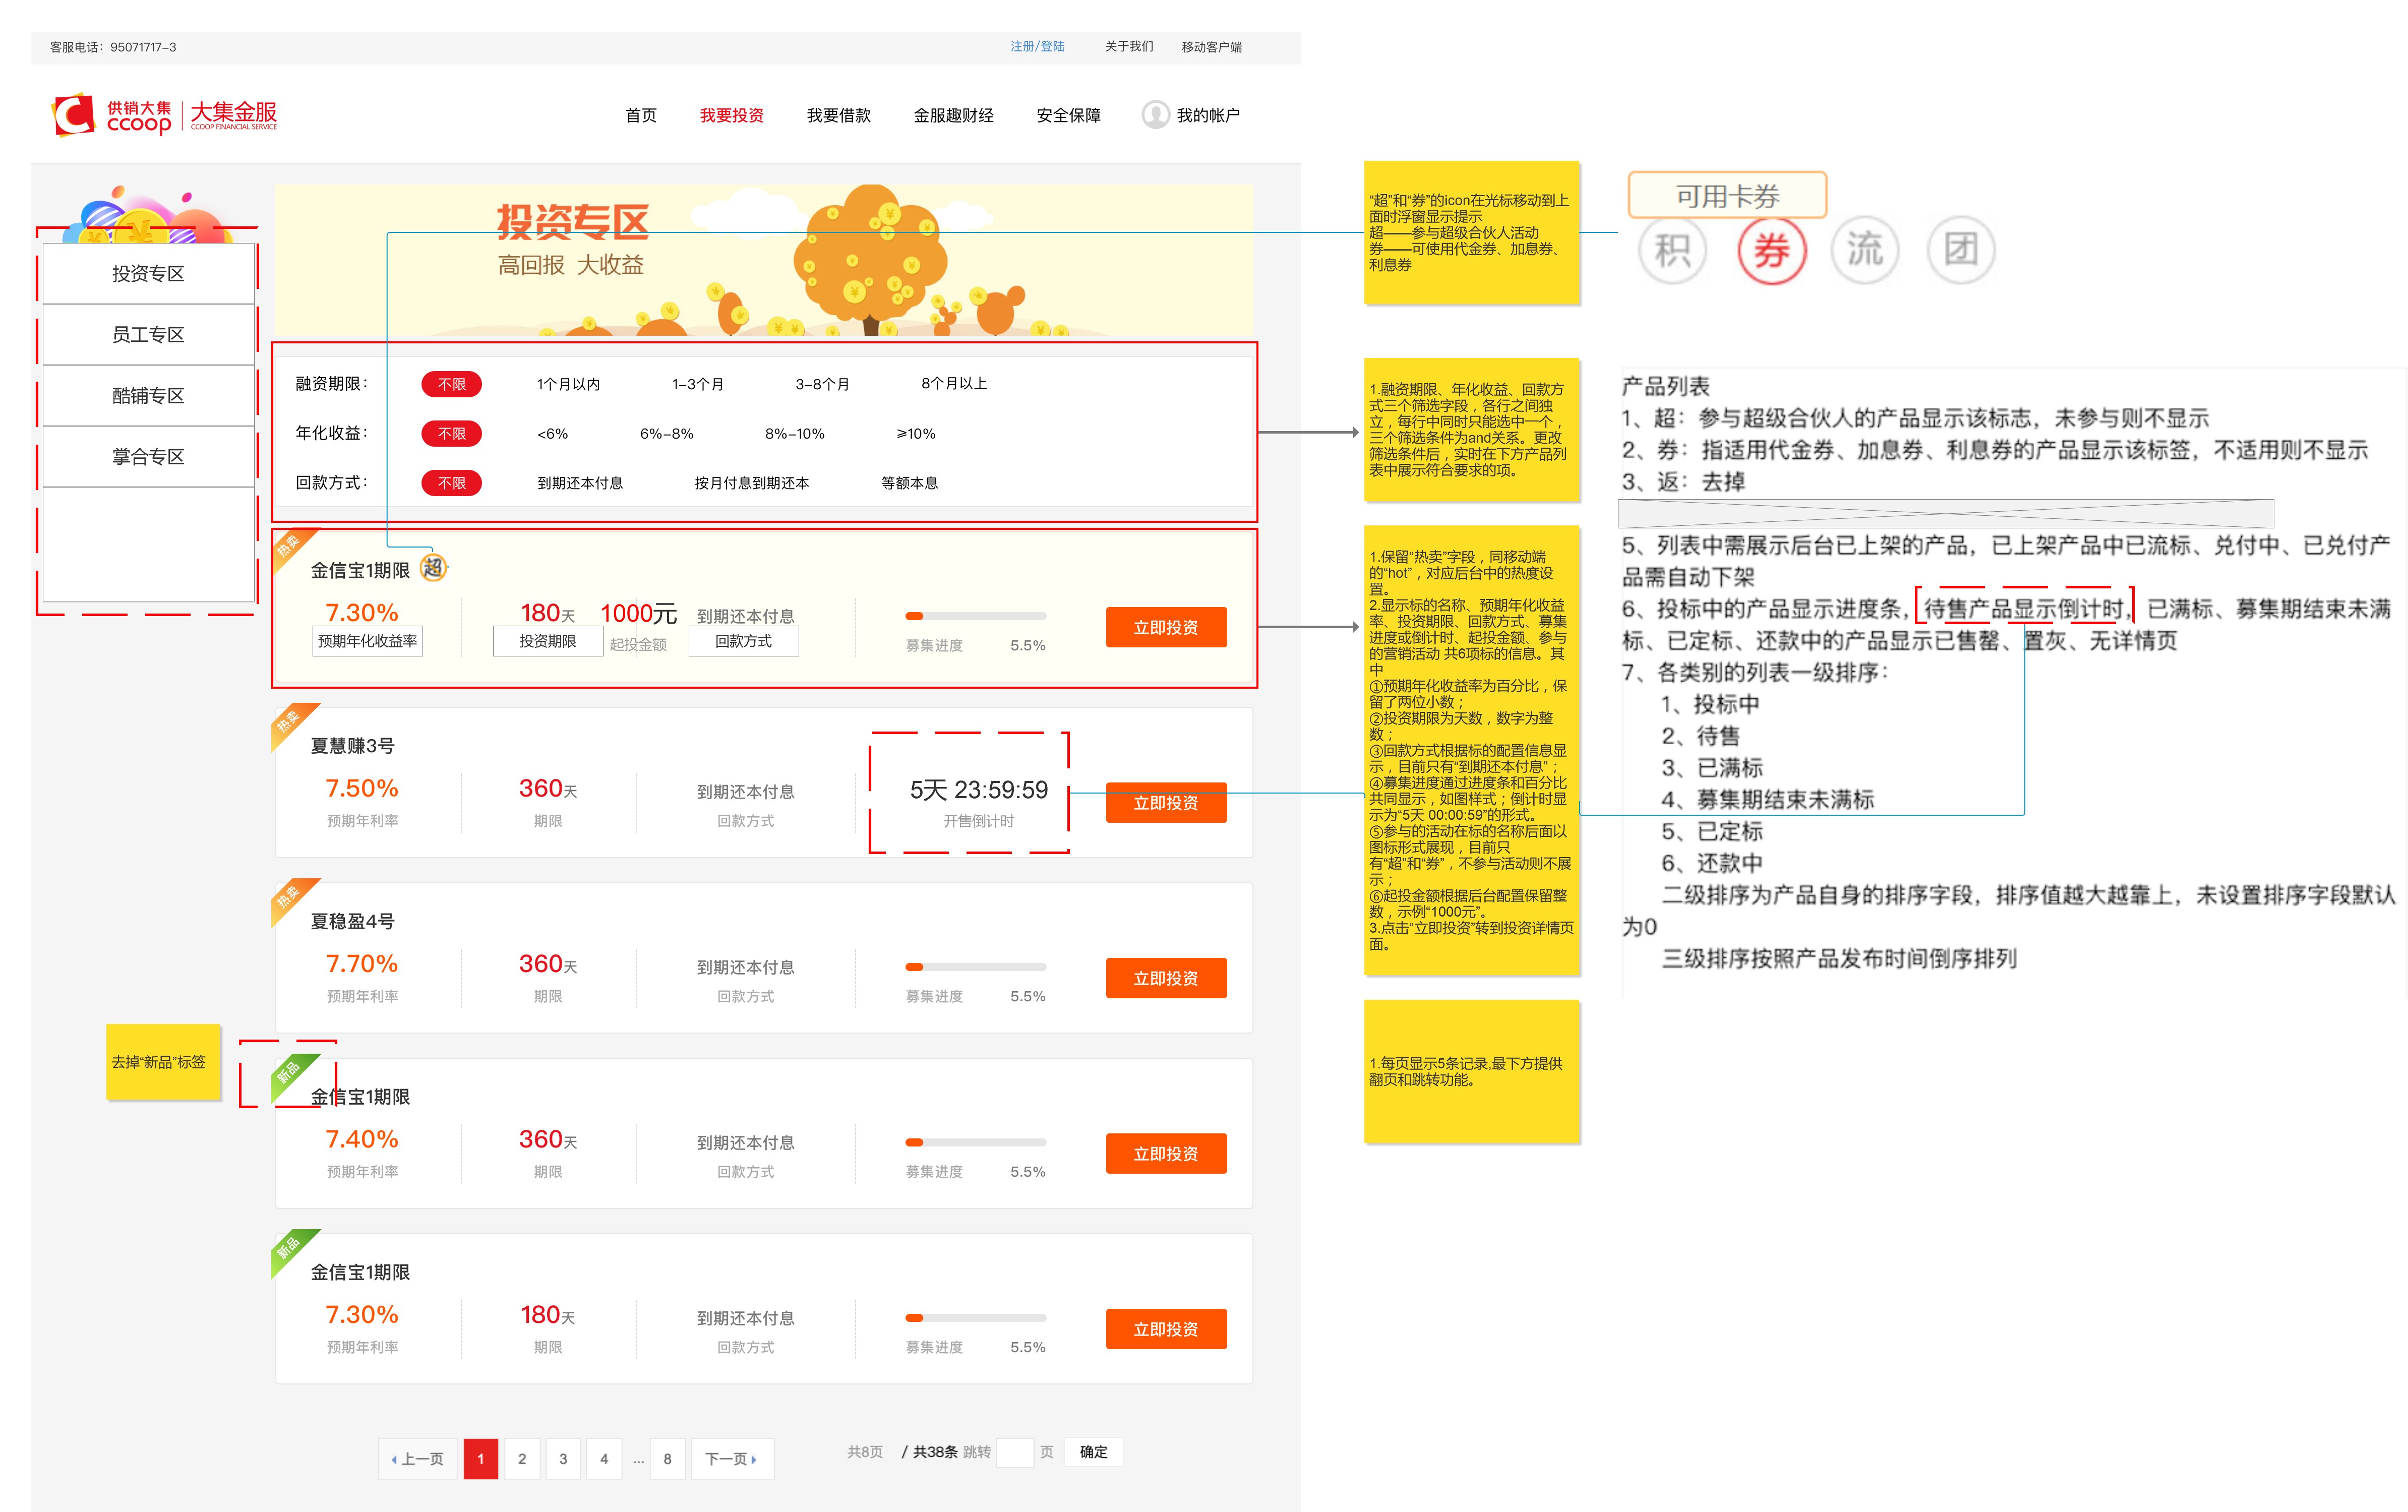 客服电话：95071717-3
注册/登陆
关于我们
移动客户端
供销大集
ccoop
大集金服
CCOOP FINANCIAL SERVICE
首页
我要投资
我要借款
金服趣财经
安全保障
我的帐户
投资专区
员工专区
酷铺专区
掌合专区
投资专区
高回报 大收益
融资期限： 不限 1个月以内 1-3个月 3-8个月 8个月以上
年化收益： 不限 <6% 6%-8% 8%-10% ≥10%
回款方式： 不限 到期还本付息 按月付息到期还本 等额本息
热卖
金信宝1期限 超
7.30% 180天 1000元 到期还本付息
预期年化收益率 投资期限 起投金额 回款方式 募集进度 5.5%
立即投资
热卖
夏慧赚3号
7.50% 360天 到期还本付息 5天 23:59:59
预期年利率 期限 回款方式 开售倒计时
立即投资
热卖
夏稳盈4号
7.70% 360天 到期还本付息
预期年利率 期限 回款方式 募集进度 5.5%
立即投资
去掉“新品”标签
新品
金信宝1期限
7.40% 360天 到期还本付息
预期年利率 期限 回款方式 募集进度 5.5%
立即投资
新品
金信宝1期限
7.30% 180天 到期还本付息
预期年利率 期限 回款方式 募集进度 5.5%
立即投资
上一页 1 2 3 4 ... 8 下一页 共8页 / 共38条 跳转 页 确定
“超”和“券”的icon在光标移动到上
面时浮窗显示提示
超——参与超级合伙人活动
券——可使用代金券、加息券、
利息券
1.融资期限、年化收益、回款方
式三个筛选字段，各行之间独
立，每行中同时只能选中一个，
三个筛选条件为and关系。更改
筛选条件后，实时在下方产品列
表中展示符合要求的项。
1.保留“热卖”字段，同移动端
的“hot”，对应后台中的热度设
置。
2.显示标的名称、预期年化收益
率、投资期限、回款方式、募集
进度或倒计时、起投金额、参与
的营销活动 共6项标的信息。其
中
①预期年化收益率为百分比，保
留了两位小数；
②投资期限为天数，数字为整
数；
③回款方式根据标的配置信息显
示，目前只有“到期还本付息”；
④募集进度通过进度条和百分比
共同显示，如图样式；倒计时显
示为“5天 00:00:59”的形式。
⑤参与的活动在标的名称后面以
图标形式展现，目前只
有“超”和“券”，不参与活动则不展
示；
⑥起投金额根据后台配置保留整
数，示例“1000元”。
3.点击“立即投资”转到投资详情页
面。
1.每页显示5条记录,最下方提供
翻页和跳转功能。
可用卡券
积 券 流 团
产品列表
1、超：参与超级合伙人的产品显示该标志，未参与则不显示
2、券：指适用代金券、加息券、利息券的产品显示该标签，不适用则不显示
3、返：去掉
5、列表中需展示后台已上架的产品，已上架产品中已流标、兑付中、已兑付产
品需自动下架
6、投标中的产品显示进度条，待售产品显示倒计时，已满标、募集期结束未满
标、已定标、还款中的产品显示已售罄、置灰、无详情页
7、各类别的列表一级排序：
1、投标中
2、待售
3、已满标
4、募集期结束未满标
5、已定标
6、还款中
二级排序为产品自身的排序字段，排序值越大越靠上，未设置排序字段默认
为0
三级排序按照产品发布时间倒序排列